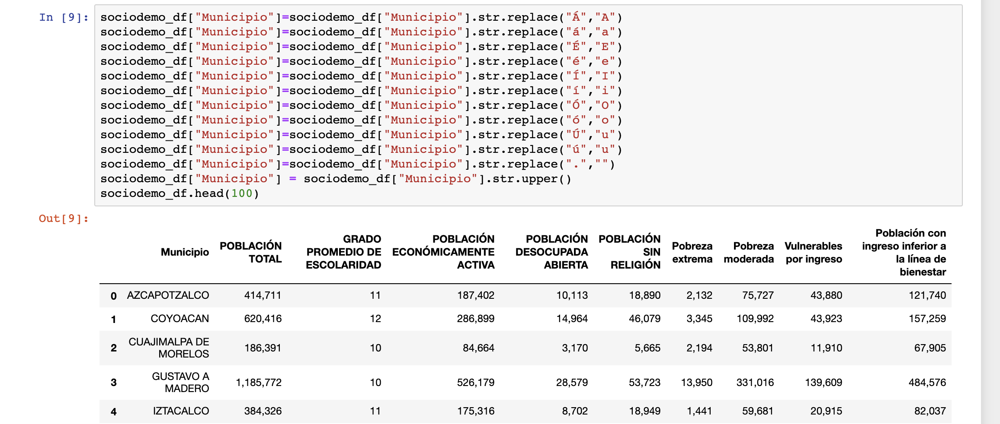 In [9]:
sociodemo_df["Municipio"]=sociodemo_df["Municipio"].str.replace("Á","A")
sociodemo_df["Municipio"]=sociodemo_df["Municipio"].str.replace("á","a")
sociodemo_df["Municipio"]=sociodemo_df["Municipio"].str.replace("É","E")
sociodemo_df["Municipio"]=sociodemo_df["Municipio"].str.replace("é","e")
sociodemo_df["Municipio"]=sociodemo_df["Municipio"].str.replace("Í","I")
sociodemo_df["Municipio"]=sociodemo_df["Municipio"].str.replace("í","i")
sociodemo_df["Municipio"]=sociodemo_df["Municipio"].str.replace("Ó","O")
sociodemo_df["Municipio"]=sociodemo_df["Municipio"].str.replace("ó","o")
sociodemo_df["Municipio"]=sociodemo_df["Municipio"].str.replace("Ú","u")
sociodemo_df["Municipio"]=sociodemo_df["Municipio"].str.replace("ú","u")
sociodemo_df["Municipio"]=sociodemo_df["Municipio"].str.replace(".","")
sociodemo_df["Municipio"] = sociodemo_df["Municipio"].str.upper()
sociodemo_df.head(100)
Out[9]:
Municipio
POBLACIÓN
TOTAL
GRADO
PROMEDIO DE
ESCOLARIDAD
POBLACIÓN
ECONÓMICAMENTE
ACTIVA
POBLACIÓN
DESOCUPADA
ABIERTA
POBLACIÓN
SIN
RELIGIÓN
Pobreza
extrema
Pobreza
moderada
Vulnerables
por ingreso
Población con
ingreso inferior a
la línea de
bienestar
0 AZCAPOTZALCO 414,711 11 187,402 10,113 18,890 2,132 75,727 43,880 121,740
1 COYOACAN 620,416 12 286,899 14,964 46,079 3,345 109,992 43,923 157,259
2 CUAJIMALPA DE
MORELOS 186,391 10 84,664 3,170 5,665 2,194 53,801 11,910 67,905
3 GUSTAVO A
MADERO 1,185,772 10 526,179 28,579 53,723 13,950 331,016 139,609 484,576
4 IZTACALCO 384,326 11 175,316 8,702 18,949 1,441 59,681 20,915 82,037